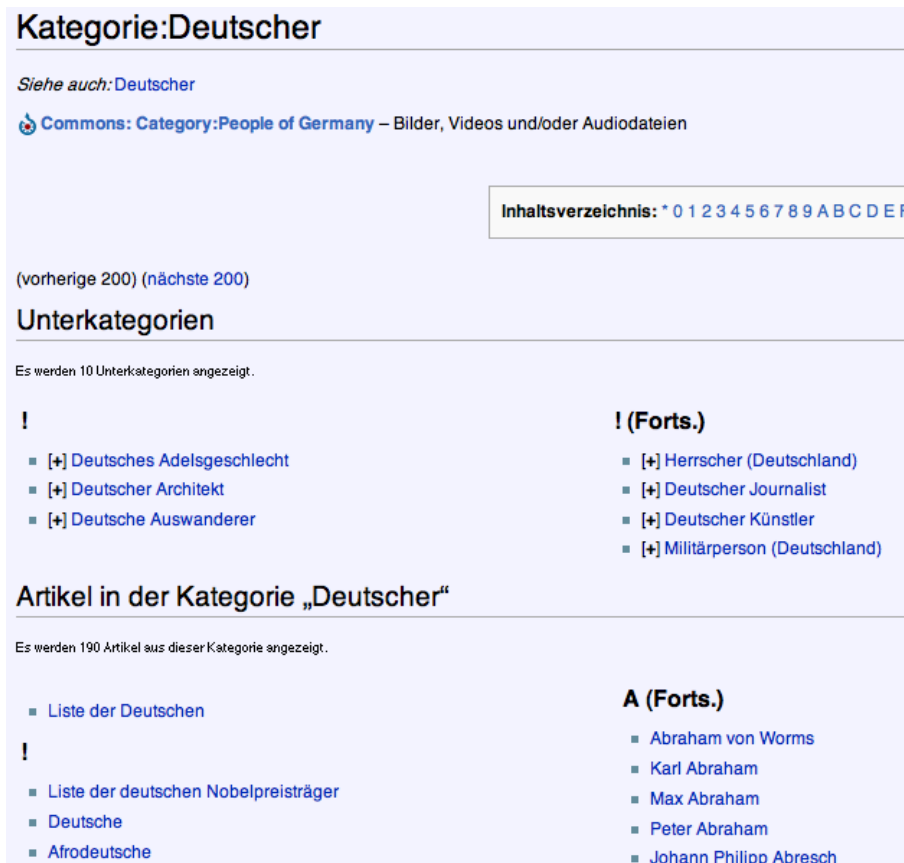 Kategorie:Deutscher
Siehe auch: Deutscher
Commons: Category:People of Germany – Bilder, Videos und/oder Audiodateien
Inhaltsverzeichnis: * 0 1 2 3 4 5 6 7 8 9 A B C D E F
(vorherige 200) (nächste 200)
Unterkategorien
Es werden 10 Unterkategorien angezeigt.
!
[+] Deutsches Adelsgeschlecht
[+] Deutscher Architekt
[+] Deutsche Auswanderer
! (Forts.)
[+] Herrscher (Deutschland)
[+] Deutscher Journalist
[+] Deutscher Künstler
[+] Militärperson (Deutschland)
Artikel in der Kategorie „Deutscher“
Es werden 190 Artikel aus dieser Kategorie angezeigt.
Liste der Deutschen
!
Liste der deutschen Nobelpreisträger
Deutsche
Afrodeutsche
A (Forts.)
Abraham von Worms
Karl Abraham
Max Abraham
Peter Abraham
Johann Philipp Abresch